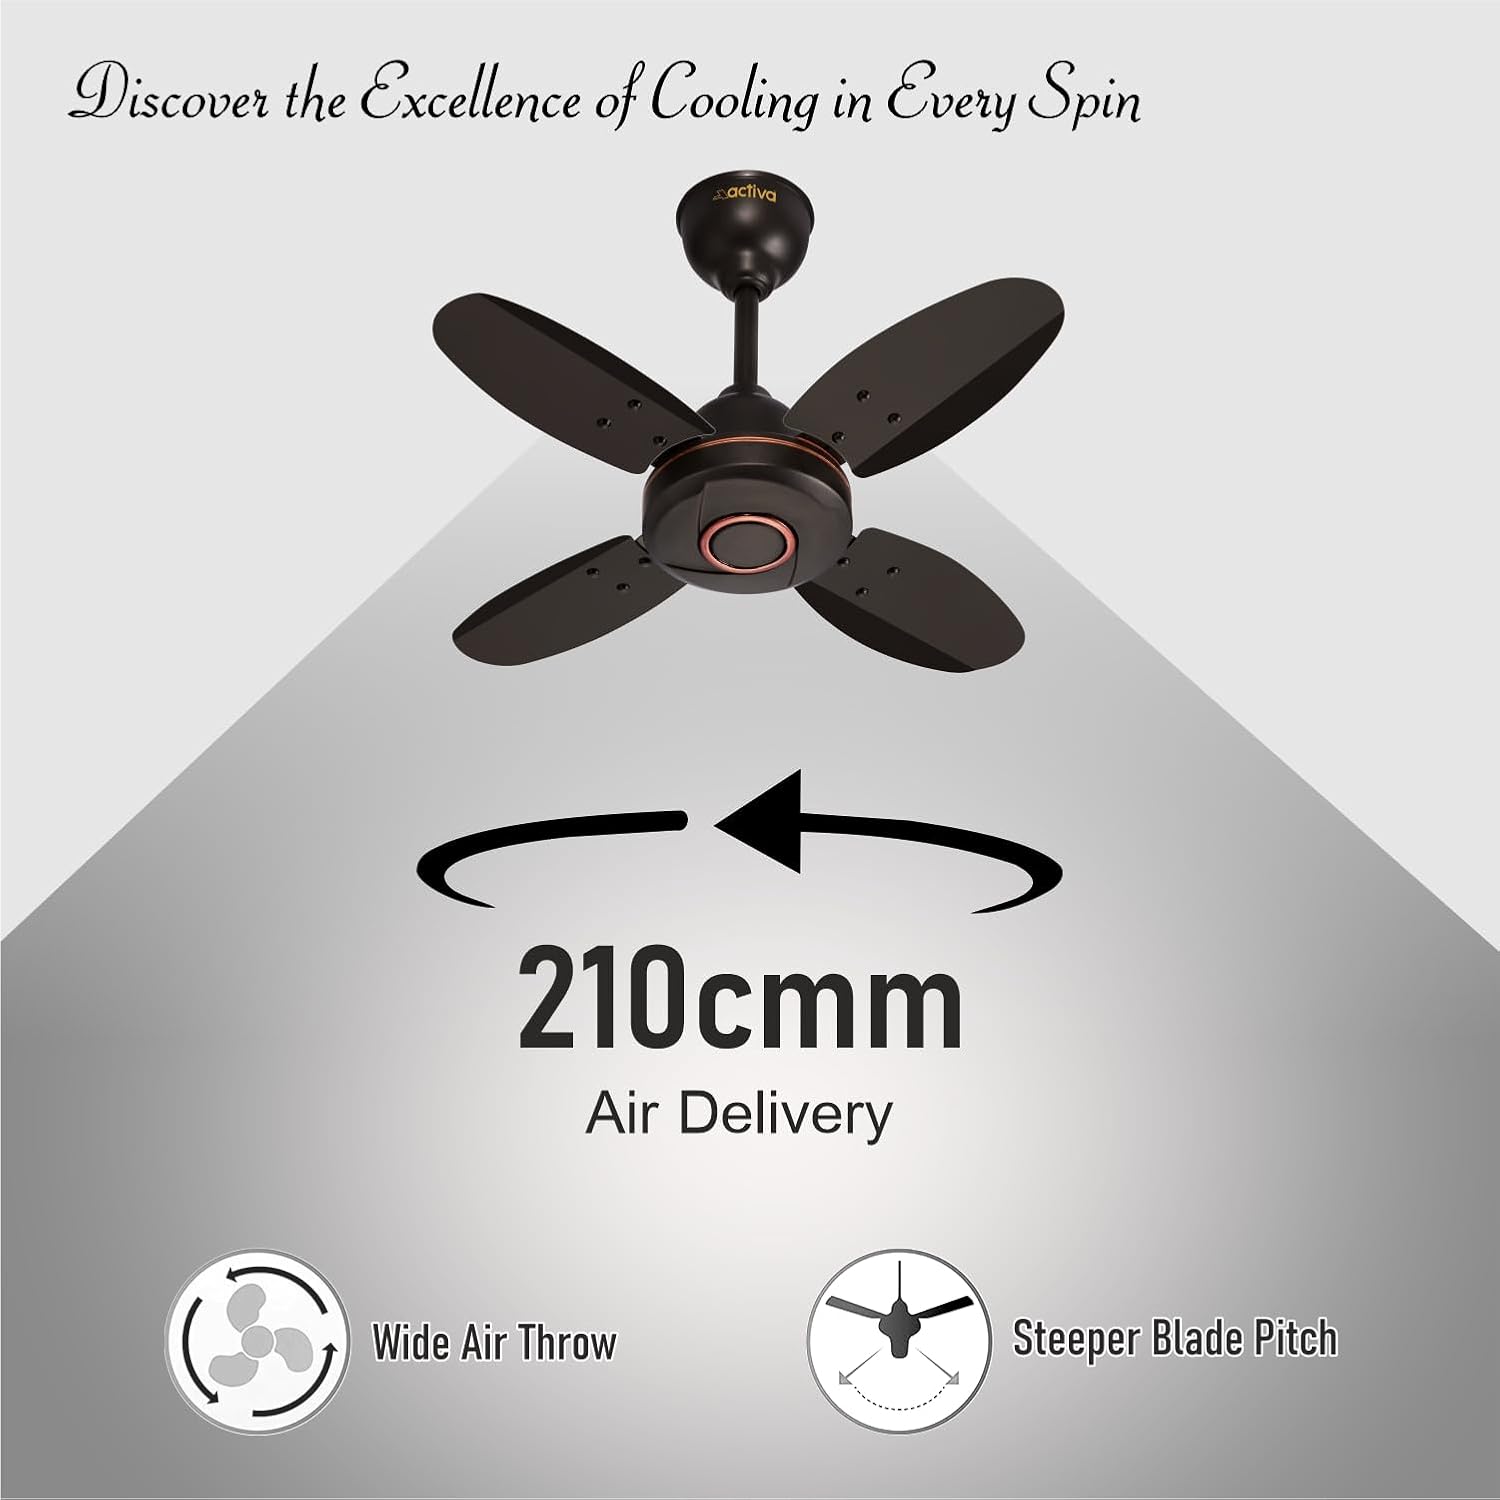 Discover the Excellence of Cooling in Every Spin
activa
210cmm
Air Delivery
Wide Air Throw
Steeper Blade Pitch